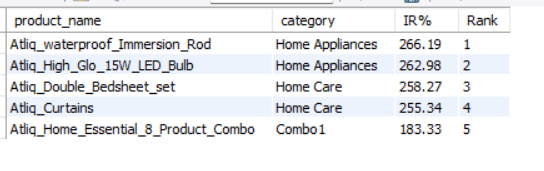 product_name category IR% Rank
Atliq_waterproof_Immersion_Rod Home Appliances 266.19 1
Atliq_High_Glo_15W_LED_Bulb Home Appliances 262.98 2
Atliq_Double_Bedsheet_set Home Care 258.27 3
Atliq_Curtains Home Care 255.34 4
Atliq_Home_Essential_8_Product_Combo Combo1 183.33 5